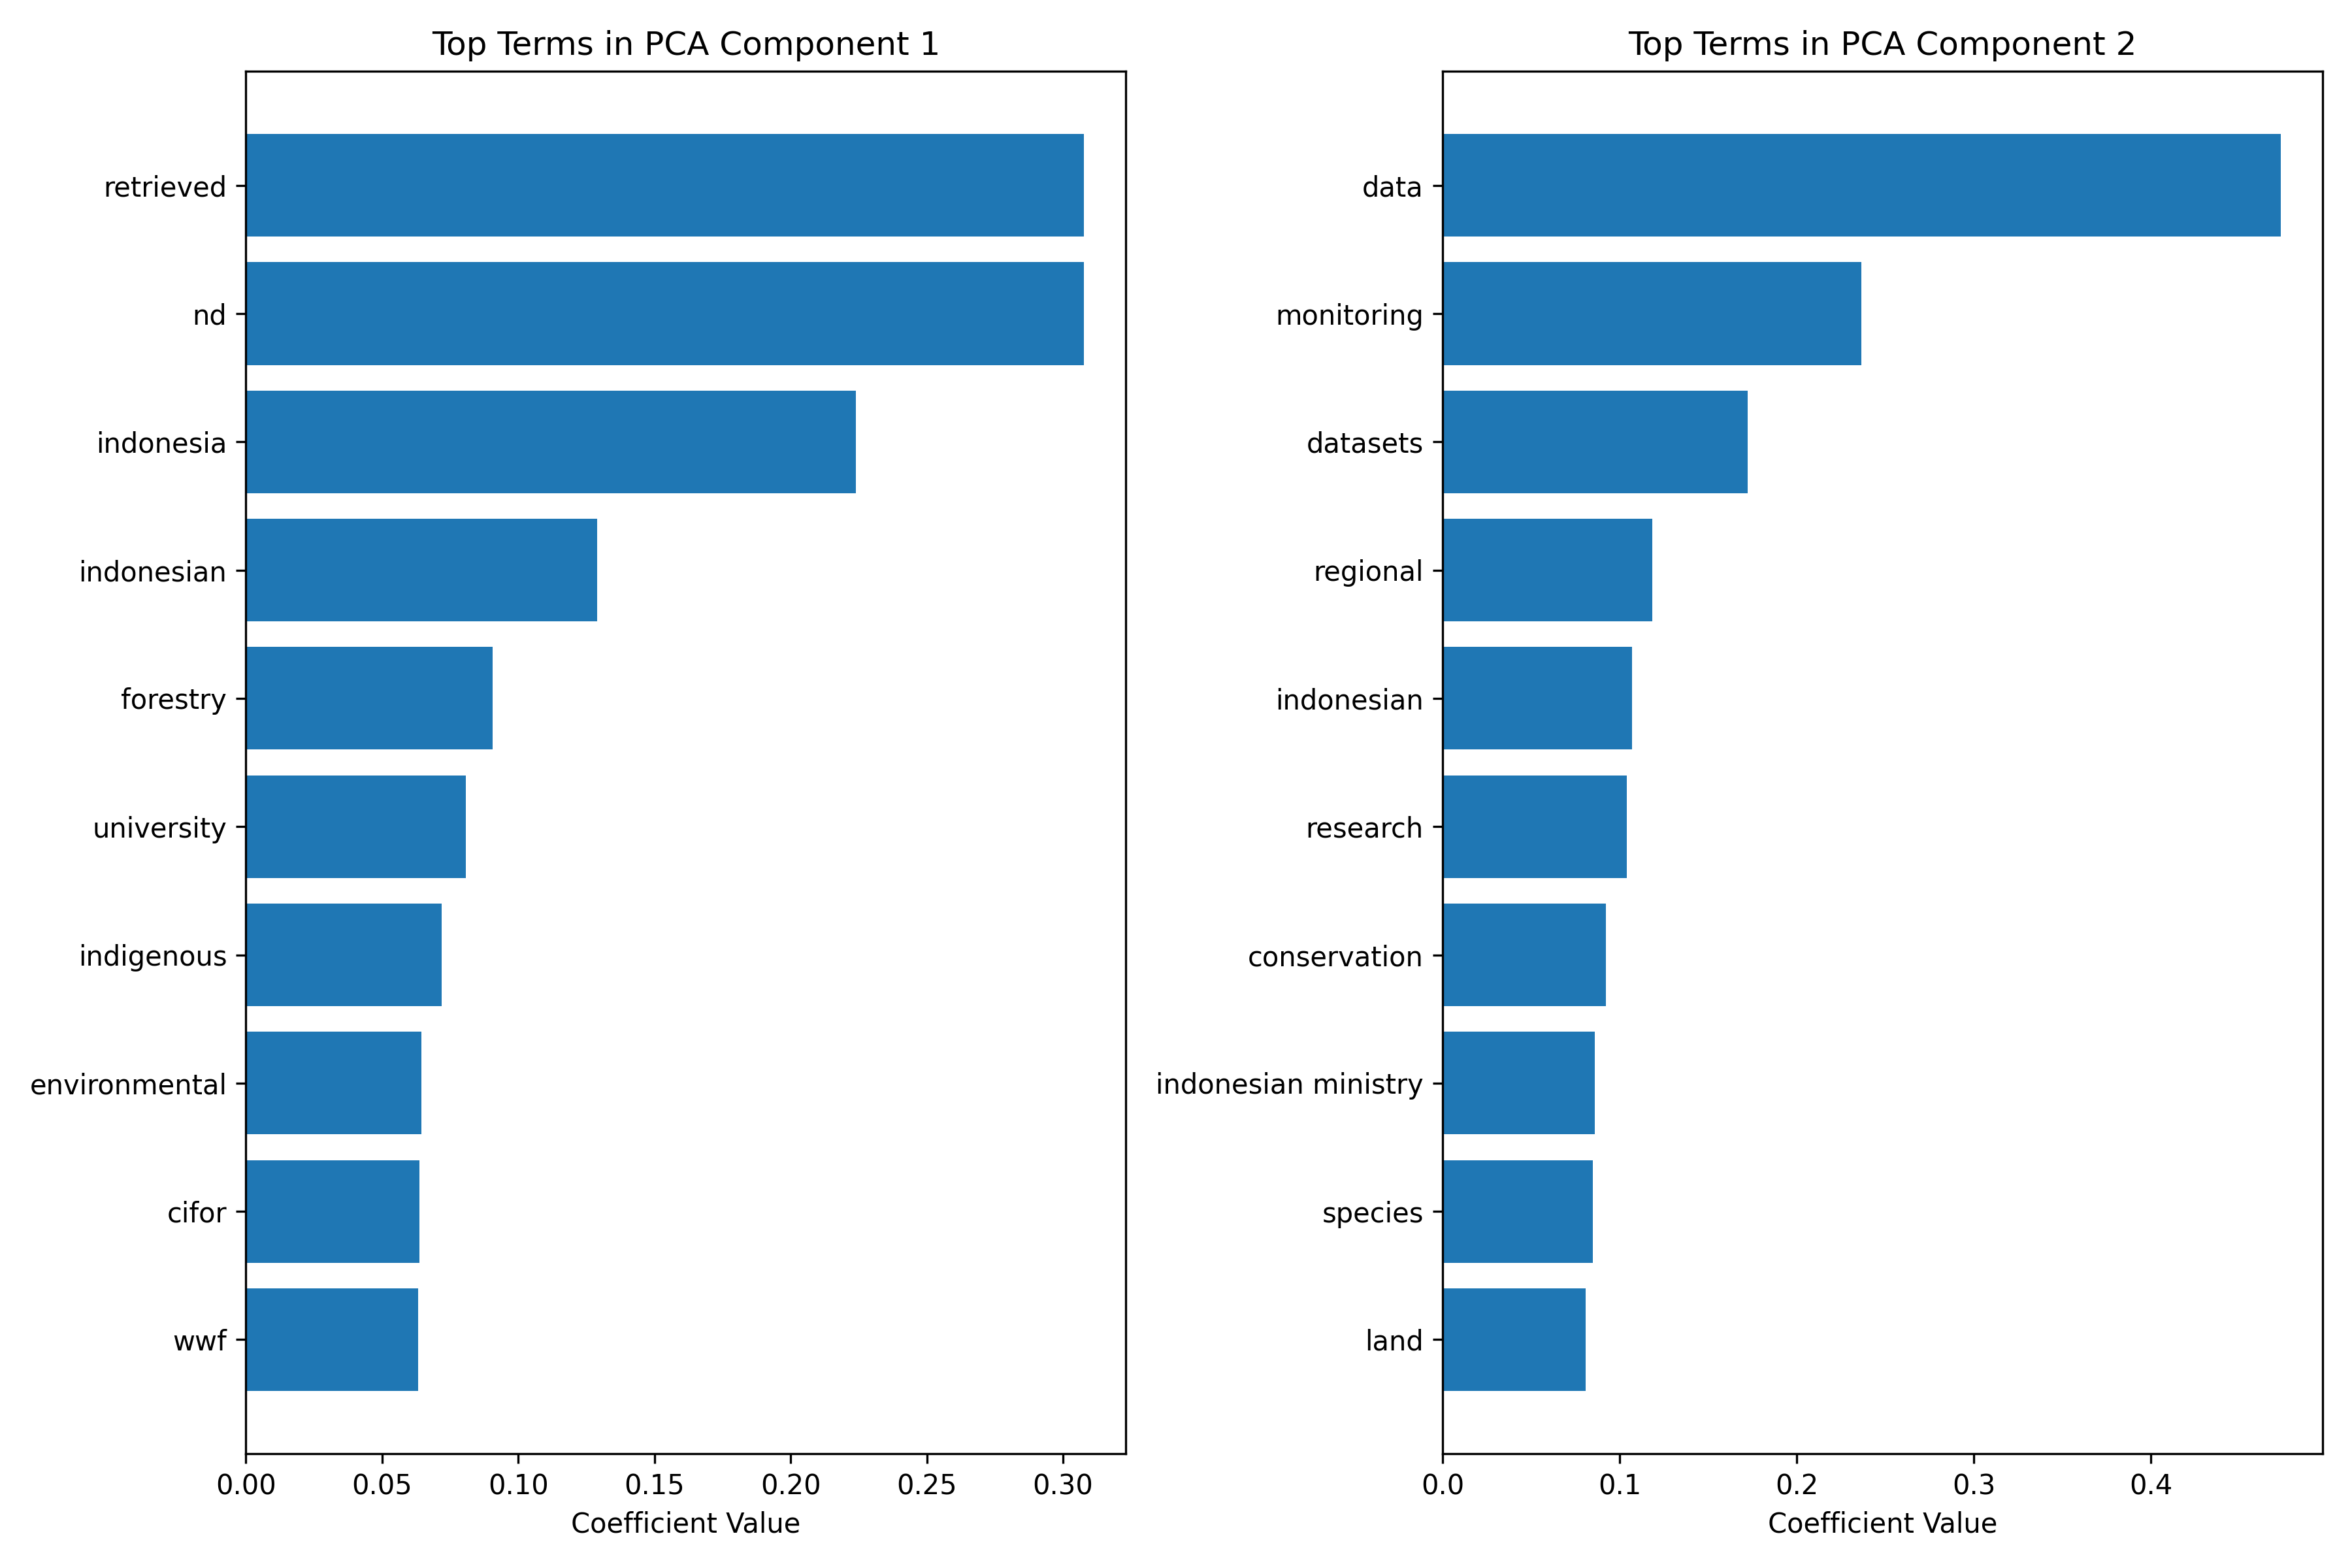 Top Terms in PCA Component 1
retrieved
nd
indonesia
indonesian
forestry
university
indigenous
environmental
cifor
wwf
0.00 0.05 0.10 0.15 0.20 0.25 0.30
Coefficient Value
Top Terms in PCA Component 2
data
monitoring
datasets
regional
indonesian
research
conservation
indonesian ministry
species
land
0.0 0.1 0.2 0.3 0.4
Coefficient Value